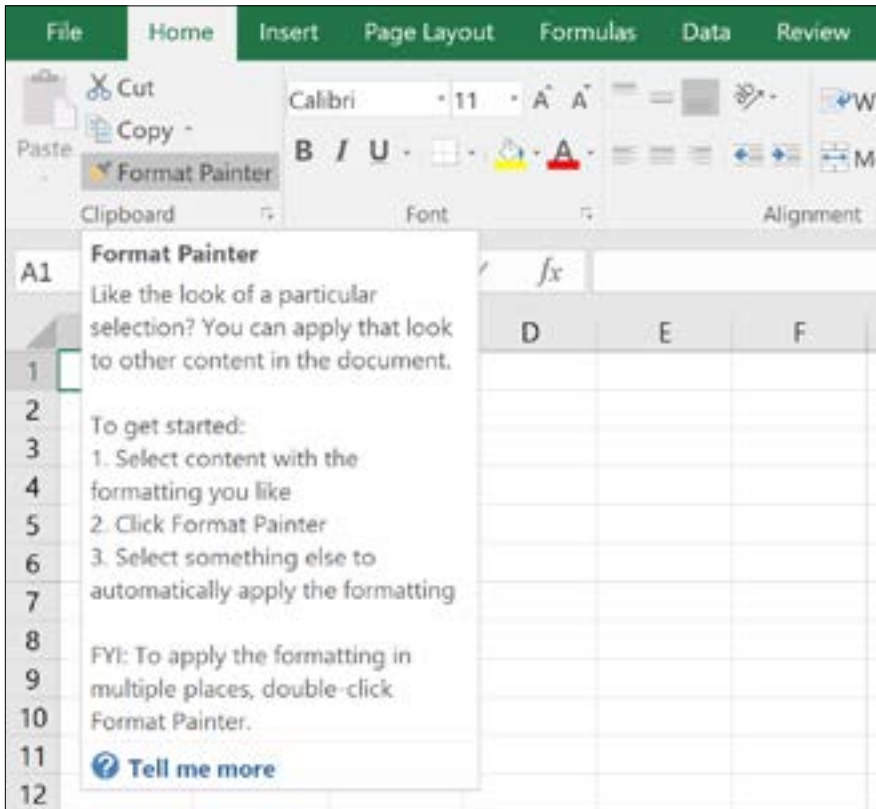 File Home Insert Page Layout Formulas Data Review
Cut
Calibri 11 A A
Copy
Paste
Format Painter
B I U A
Clipboard Font Alignment
A1 fx
Format Painter
Like the look of a particular
selection? You can apply that look
to other content in the document.
To get started:
1. Select content with the
formatting you like
2. Click Format Painter
3. Select something else to
automatically apply the formatting
FYI: To apply the formatting in
multiple places, double-click
Format Painter.
Tell me more
D E F
1
2
3
4
5
6
7
8
9
10
11
12